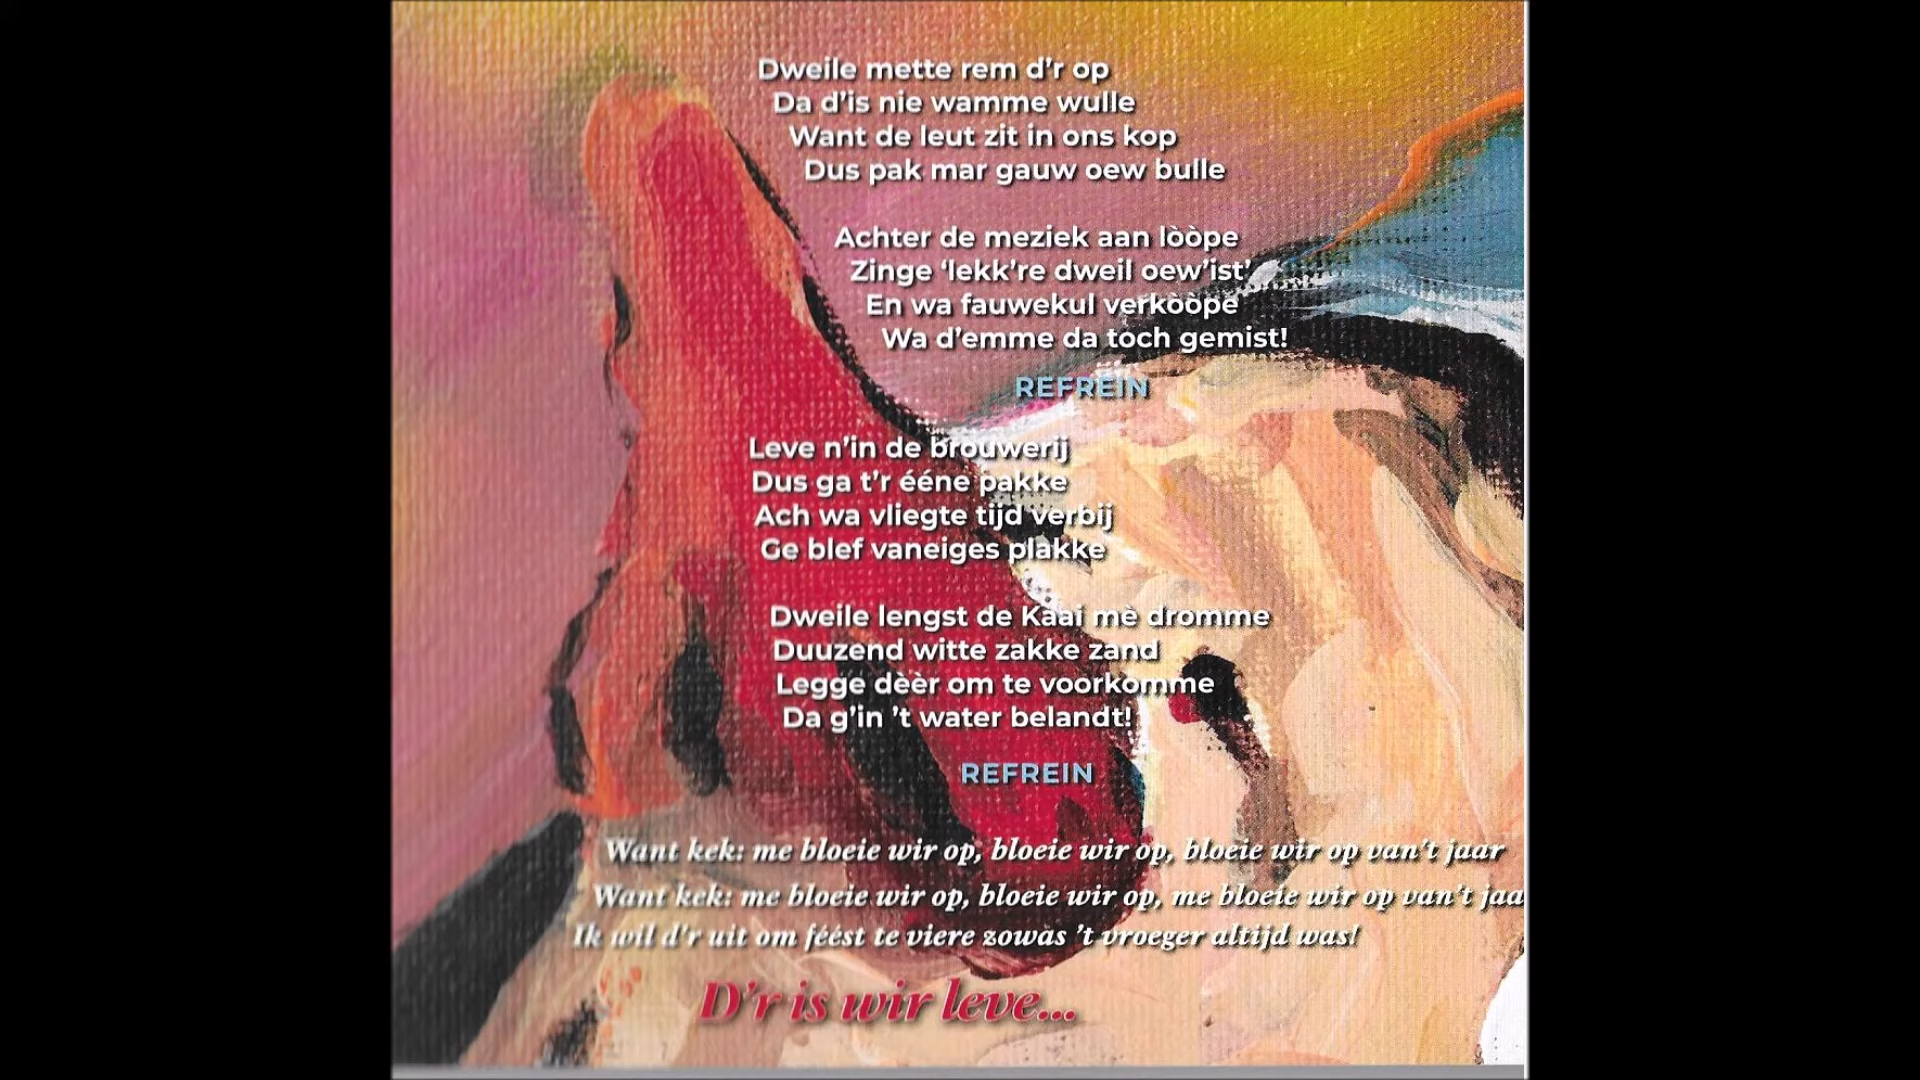 Dweile mette rem d’r op
Da d’is nie wamme wulle
Want de leut zit in ons kop
Dus pak mar gauw oew bulle
Achter de meziek aan lòòpe
Zinge ‘lekk’re dweil oew’ist’
En wa fauwekul verkòòpe
Wa d’emme da toch gemist!
REFREIN
Leve n’in de brouwerij
Dus ga t’r ééne pakke
Ach wa vliegte tijd verbij
Ge blef vaneiges plakke
Dweile lengst de Kaai mè dromme
Duuzend witte zakke zand
Legge dèèr om te voorkomme
Da g’in ’t water belandt!
REFREIN
Want kek: me bloeie wir op, bloeie wir op, bloeie wir op van't jaar
Want kek: me bloeie wir op, bloeie wir op, me bloeie wir op van't jaa
Ik wil d'r uit om féést te viere zowàs 't vroeger altijd was!
D'r is wir leve...